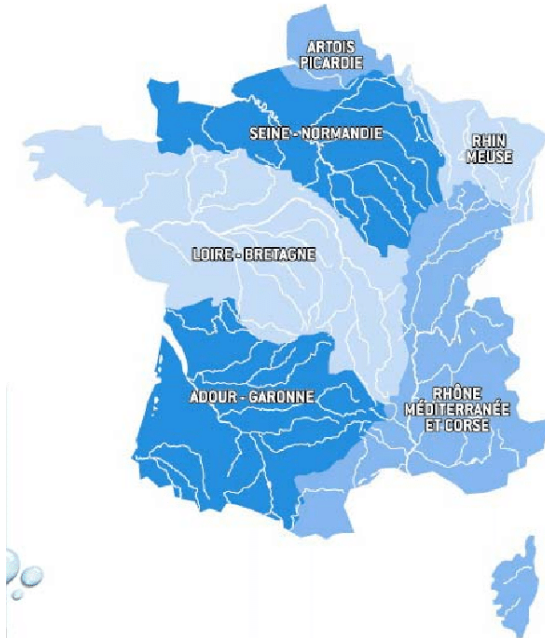 ARTOIS
PICARDIE
SEINE - NORMANDIE
RHIN
MEUSE
LOIRE - BRETAGNE
ADOUR - GARONNE
RHÔNE
MÉDITERRANÉE
ET CORSE